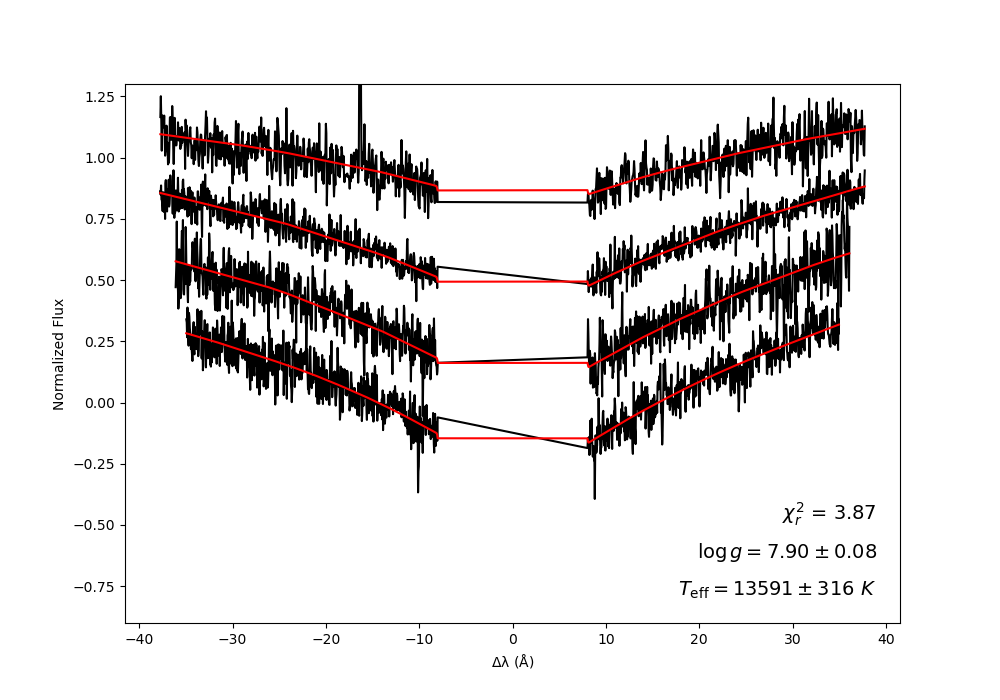 1.25
1.00
0.75
0.50
0.25
0.00
−0.25
−0.50
−0.75
Normalized Flux
χ²ᵣ = 3.87
log g = 7.90 ± 0.08
T_eff = 13591 ± 316 K
−40 −30 −20 −10 0 10 20 30 40
Δλ (Å)